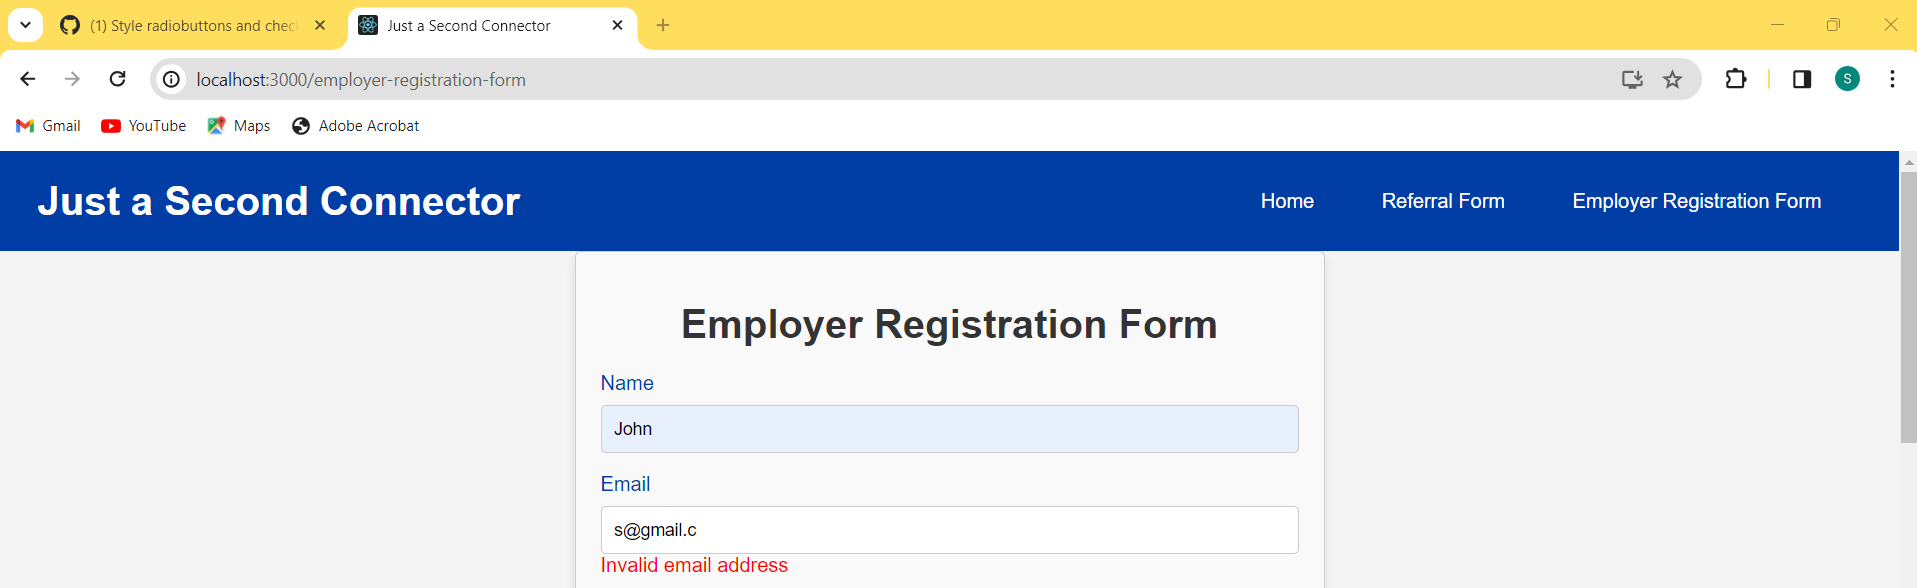 (1) Style radiobuttons and chec
Just a Second Connector
localhost:3000/employer-registration-form
S
Gmail
YouTube
Maps
Adobe Acrobat
Just a Second Connector
Home
Referral Form
Employer Registration Form
Employer Registration Form
Name
John
Email
s@gmail.c
Invalid email address